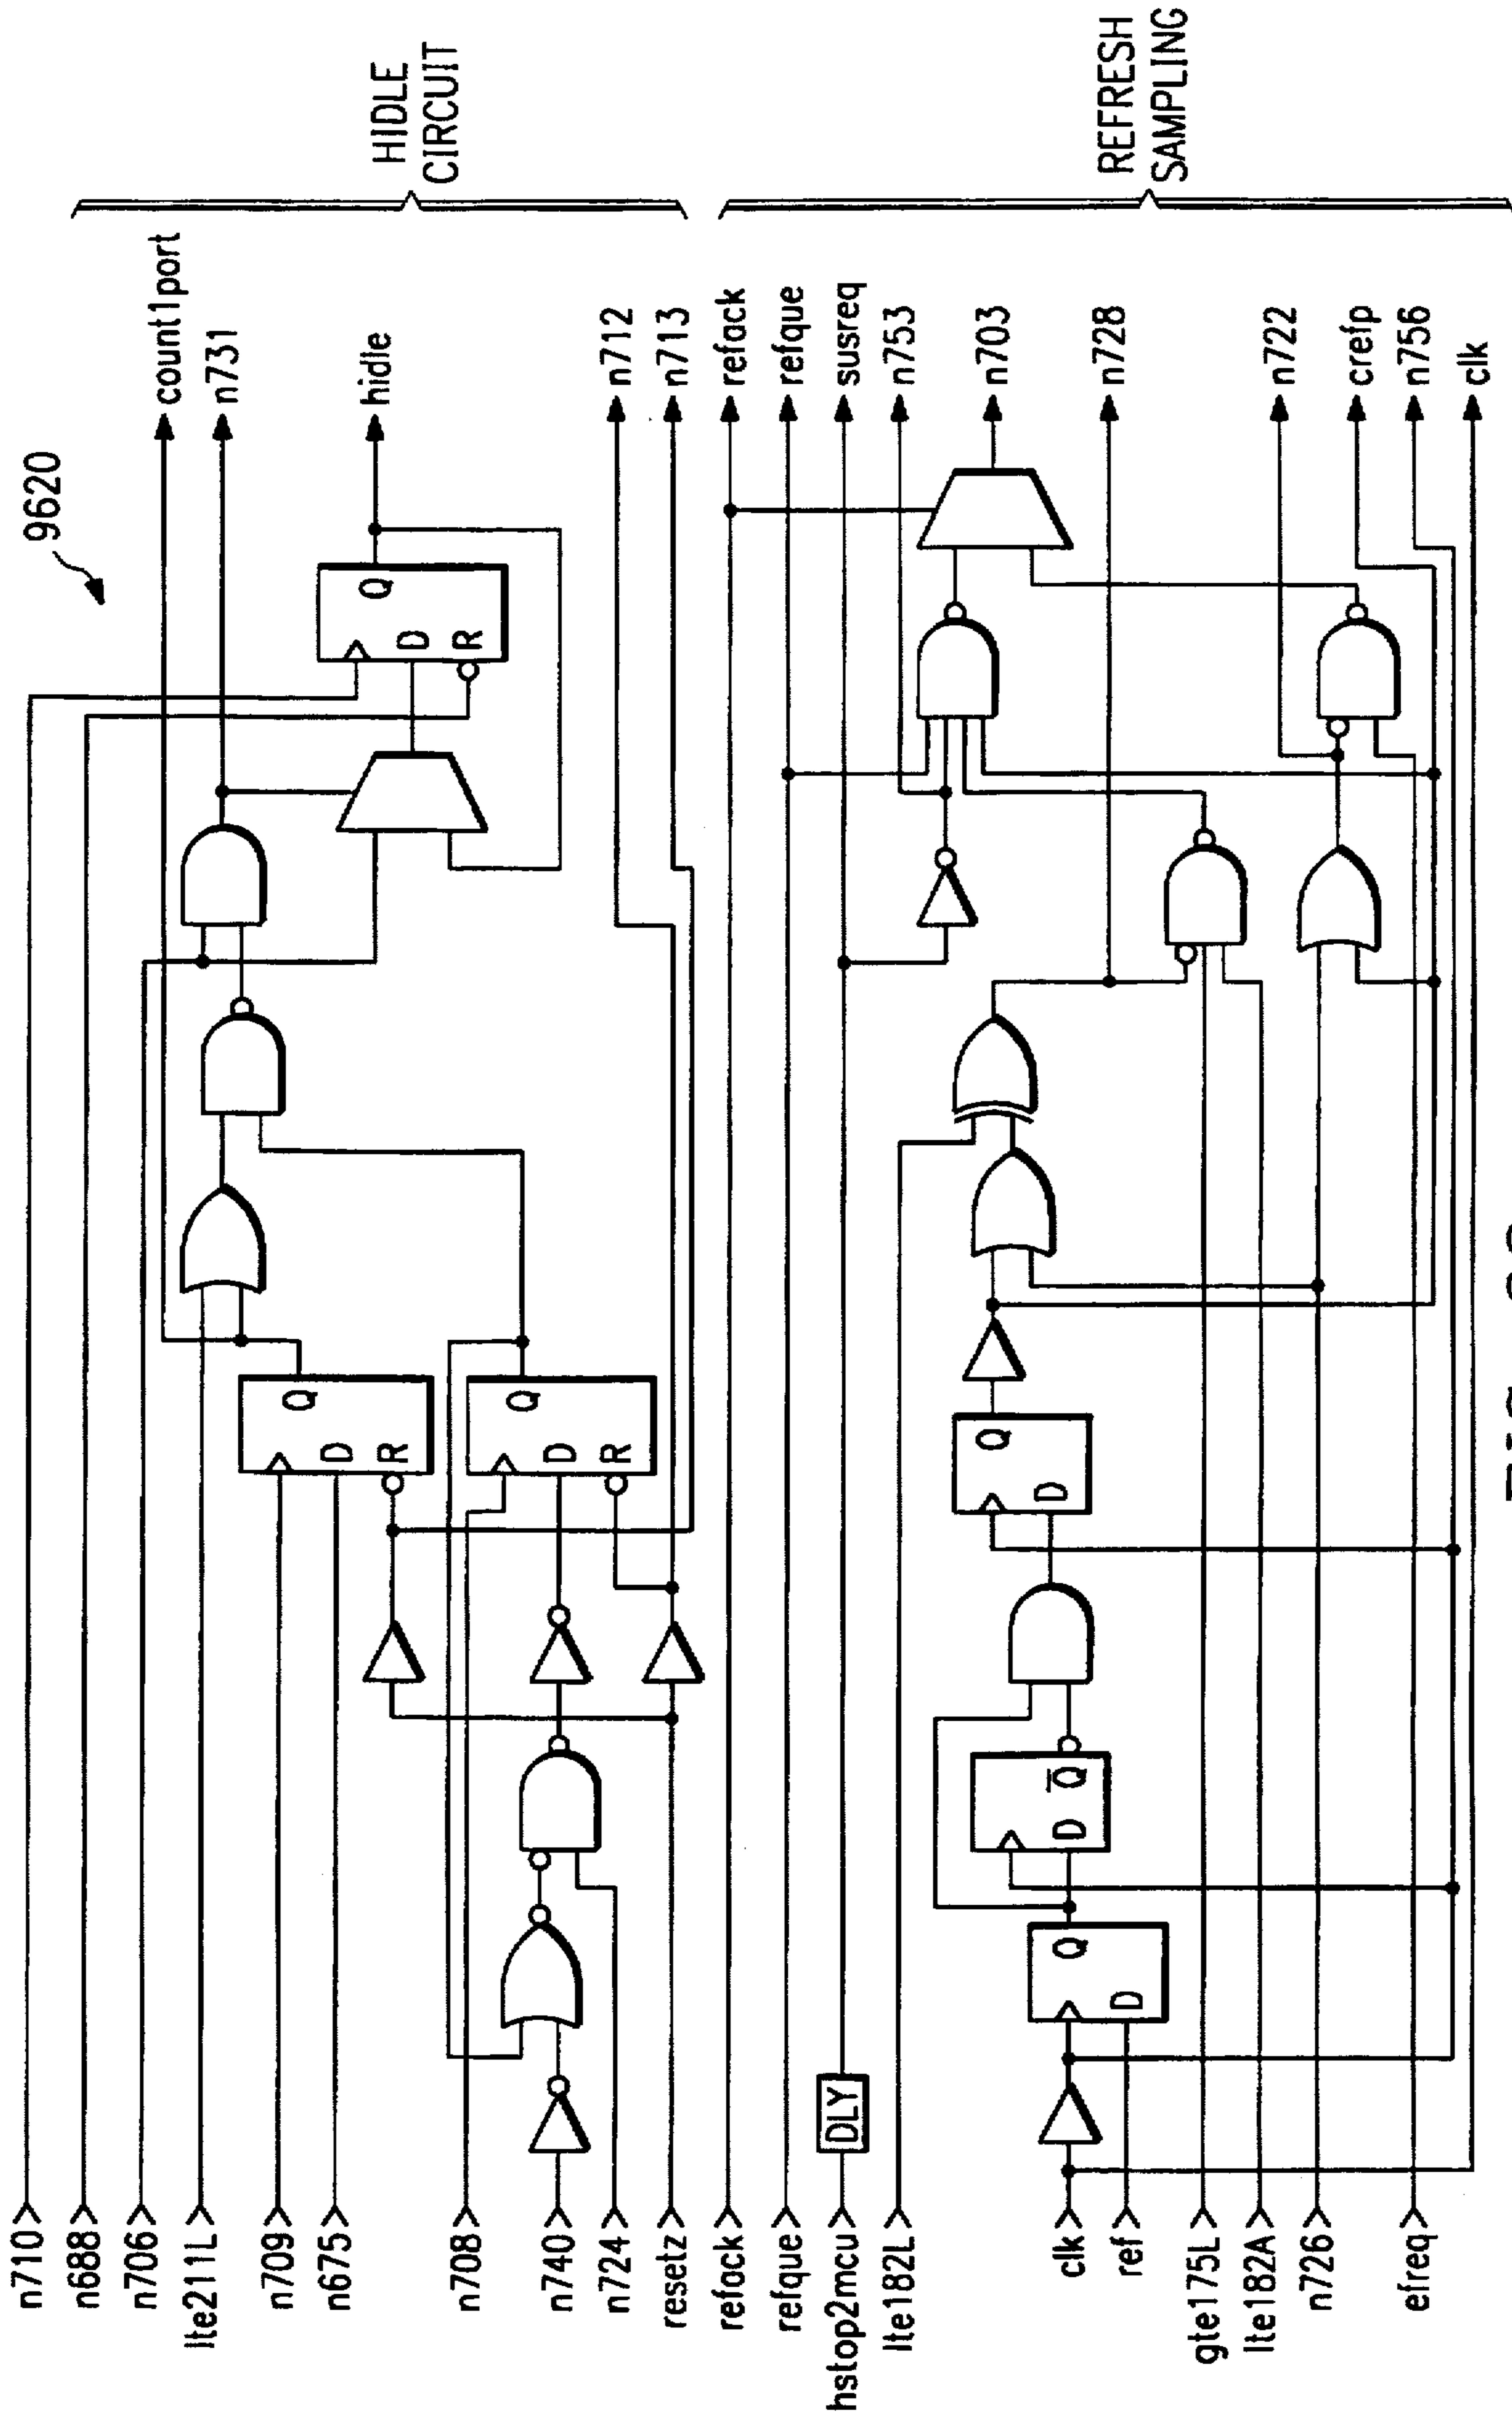 9620
n710
n688
n706
lte211L
n709
n675
n708
n740
n724
resetz
Q
D
R
Q
D
R
Q
D
R
count1port
n731
hidle
n712
n713
HIDLE
CIRCUIT
refack
refque
hstop2mcu
DLY
lte182L
clk
ref
gte175L
lte182A
n726
efreq
Q
D
Q
D
Q
D
refack
refque
susreq
n753
n703
n728
n722
crefp
n756
clk
REFRESH
SAMPLING